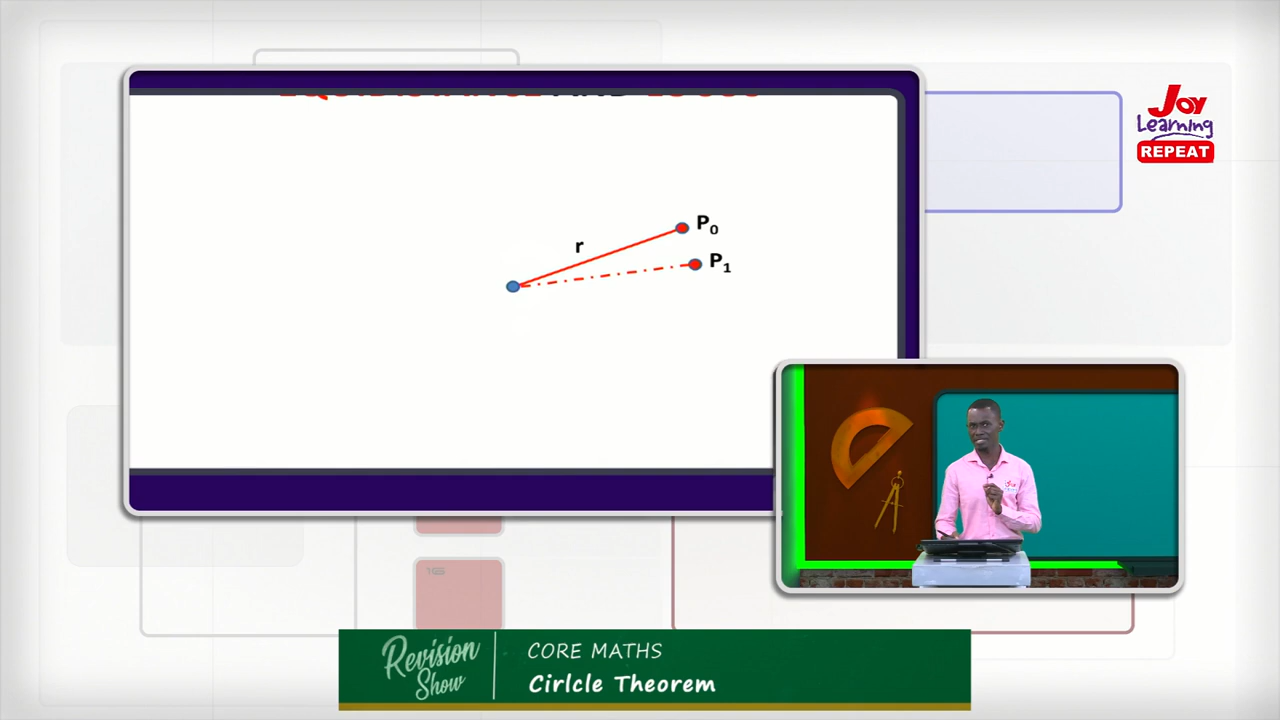 JOY
Learning
REPEAT
P₀
r
P₁
Revision
Show
CORE MATHS
Cirlcle Theorem